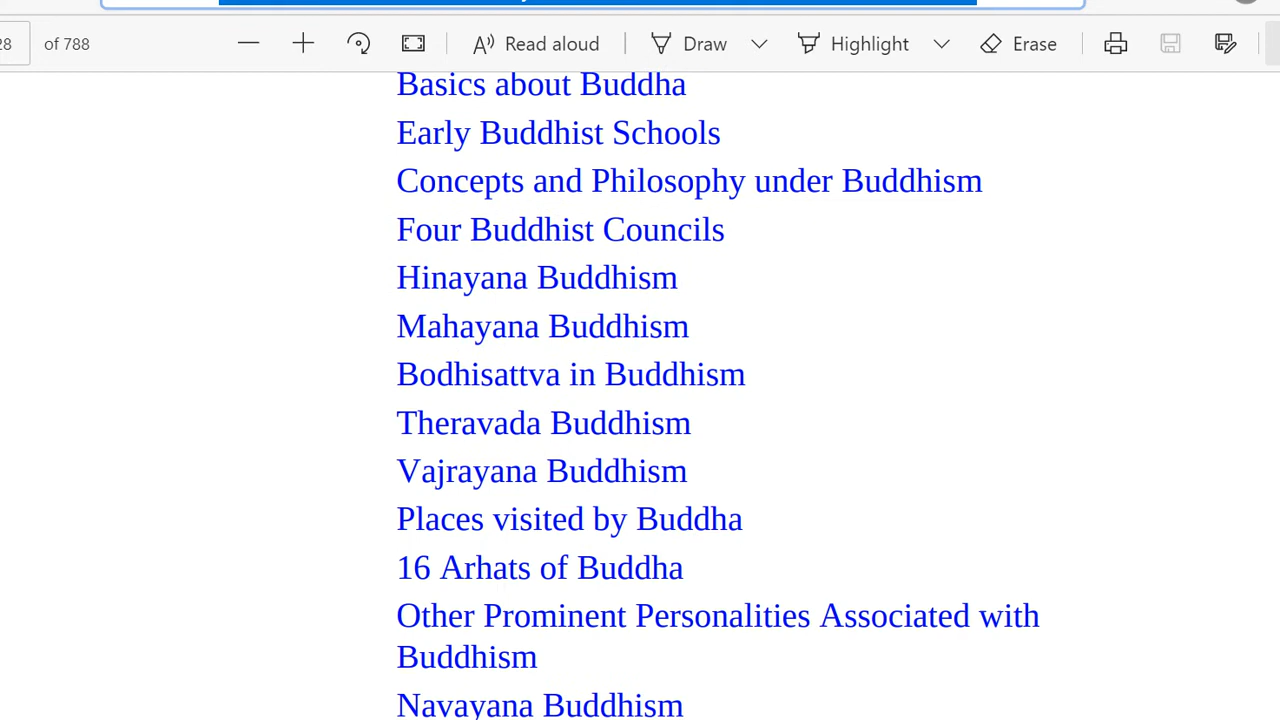 28 of 788 Read aloud Draw Highlight Erase
Basics about Buddha
Early Buddhist Schools
Concepts and Philosophy under Buddhism
Four Buddhist Councils
Hinayana Buddhism
Mahayana Buddhism
Bodhisattva in Buddhism
Theravada Buddhism
Vajrayana Buddhism
Places visited by Buddha
16 Arhats of Buddha
Other Prominent Personalities Associated with
Buddhism
Navayana Buddhism